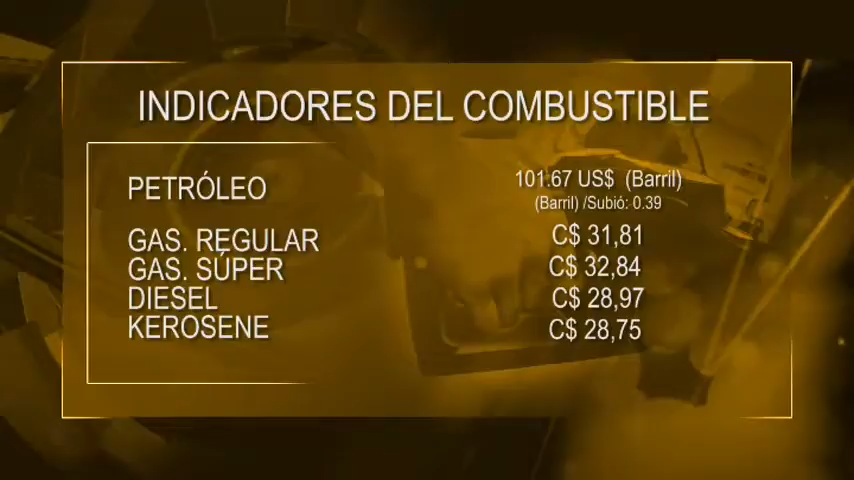 INDICADORES DEL COMBUSTIBLE
PETRÓLEO 101.67 US$ (Barril)
(Barril) /Subió: 0.39
GAS. REGULAR C$ 31,81
GAS. SÚPER C$ 32,84
DIESEL C$ 28,97
KEROSENE C$ 28,75